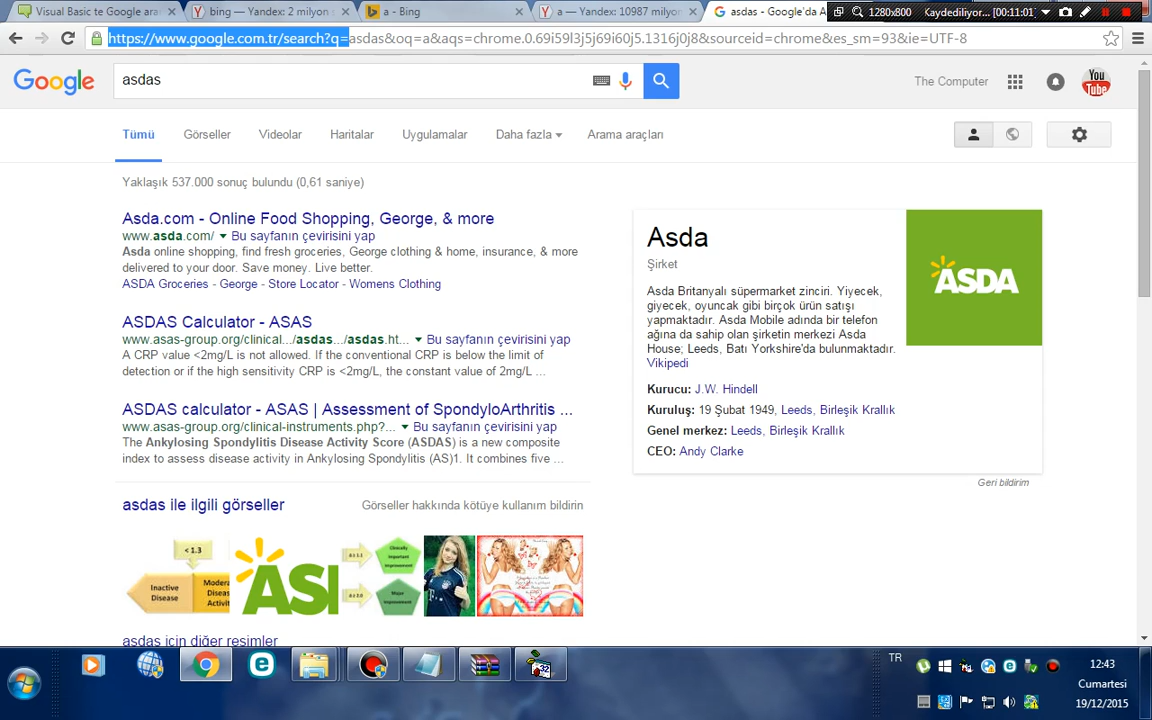 Visual Basic te Google ara
bing — Yandex: 2 milyon
a - Bing
a — Yandex: 10987 milyon
asdas - Google'da A
1280x800
Kaydediliyor... [00:11:01]
https://www.google.com.tr/search?q=asdas&oq=a&aqs=chrome.0.69i59l3j5j69i60j5.1316j0j8&sourceid=chrome&es_sm=93&ie=UTF-8
Google
asdas
The Computer
You
Tube
Tümü
Görseller
Videolar
Haritalar
Uygulamalar
Daha fazla
Arama araçları
Yaklaşık 537.000 sonuç bulundu (0,61 saniye)
Asda.com - Online Food Shopping, George, & more
www.asda.com/ Bu sayfanın çevirisini yap
Asda online shopping, find fresh groceries, George clothing & home, insurance, & more
delivered to your door. Save money. Live better.
ASDA Groceries - George - Store Locator - Womens Clothing
ASDAS Calculator - ASAS
www.asas-group.org/clinical.../asdas.../asdas.ht... Bu sayfanın çevirisini yap
A CRP value <2mg/L is not allowed. If the conventional CRP is below the limit of
detection or if the high sensitivity CRP is <2mg/L, the constant value of 2mg/L ...
ASDAS calculator - ASAS | Assessment of SpondyloArthritis ...
www.asas-group.org/clinical-instruments.php?... Bu sayfanın çevirisini yap
The Ankylosing Spondylitis Disease Activity Score (ASDAS) is a new composite
index to assess disease activity in Ankylosing Spondylitis (AS)1. It combines five ...
asdas ile ilgili görseller
Görseller hakkında kötüye kullanım bildirin
< 1.3
Inactive
Disease
Moder
Diseas
Activit
ASI
Clinically
Important
Improvement
Major
Improvement
asdas için diğer resimler
Asda
Şirket
ASDA
Asda Britanyalı süpermarket zinciri. Yiyecek,
giyecek, oyuncak gibi birçok ürün satışı
yapmaktadır. Asda Mobile adında bir telefon
ağına da sahip olan şirketin merkezi Asda
House; Leeds, Batı Yorkshire'da bulunmaktadır.
Vikipedi
Kurucu: J.W. Hindell
Kuruluş: 19 Şubat 1949, Leeds, Birleşik Krallık
Genel merkez: Leeds, Birleşik Krallık
CEO: Andy Clarke
Geri bildirim
TR
12:43
Cumartesi
19/12/2015